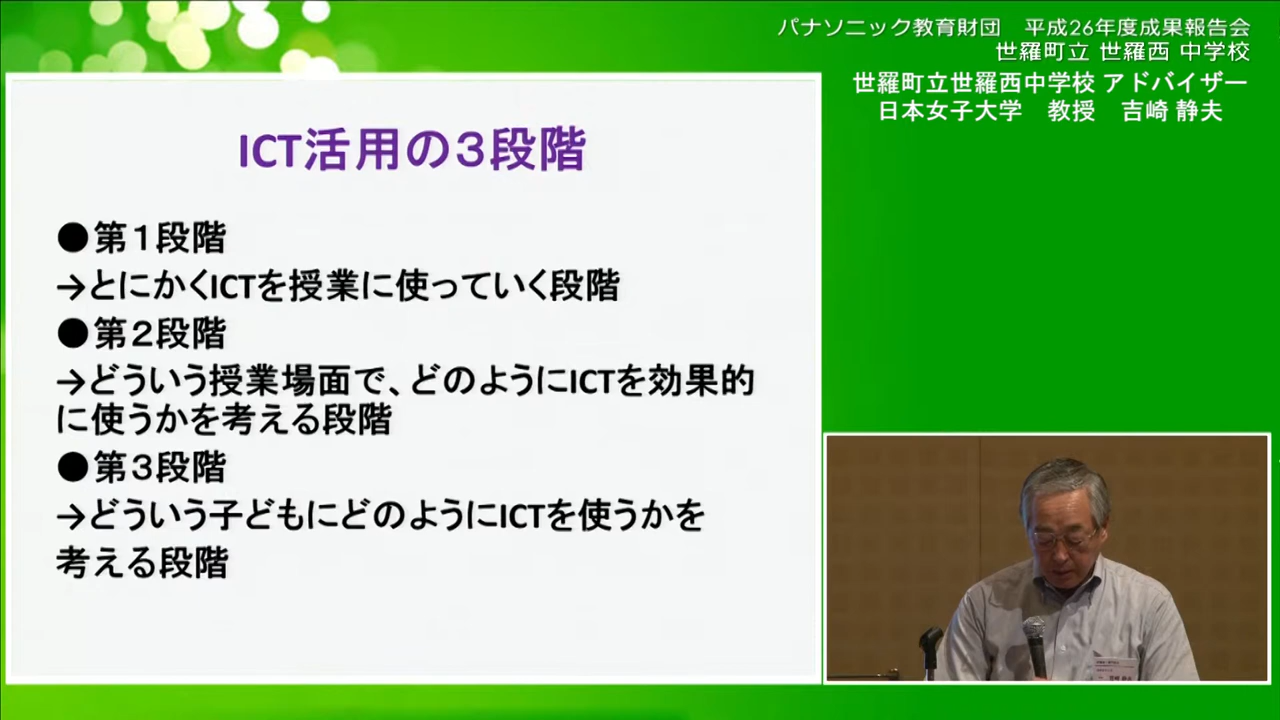 パナソニック教育財団　平成26年度成果報告会
世羅町立 世羅西 中学校
世羅町立世羅西中学校 アドバイザー
日本女子大学　教授　吉崎 静夫
ICT活用の３段階
●第１段階
→とにかくICTを授業に使っていく段階
●第２段階
→どういう授業場面で、どのようにICTを効果的
に使うかを考える段階
●第３段階
→どういう子どもにどのようにICTを使うかを
考える段階